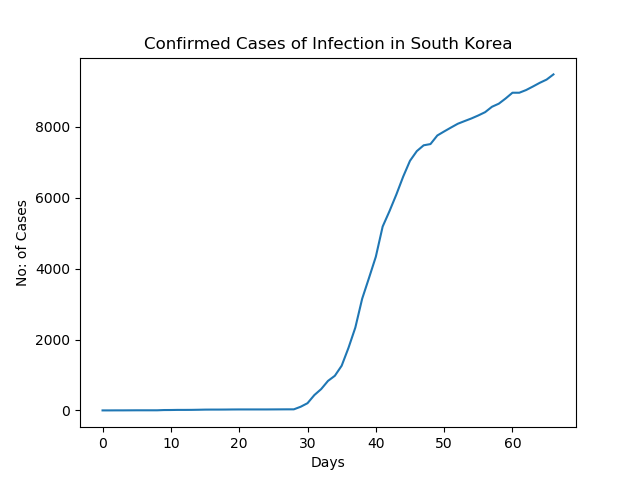 Confirmed Cases of Infection in South Korea
8000
6000
4000
2000
0
No: of Cases
0 10 20 30 40 50 60
Days